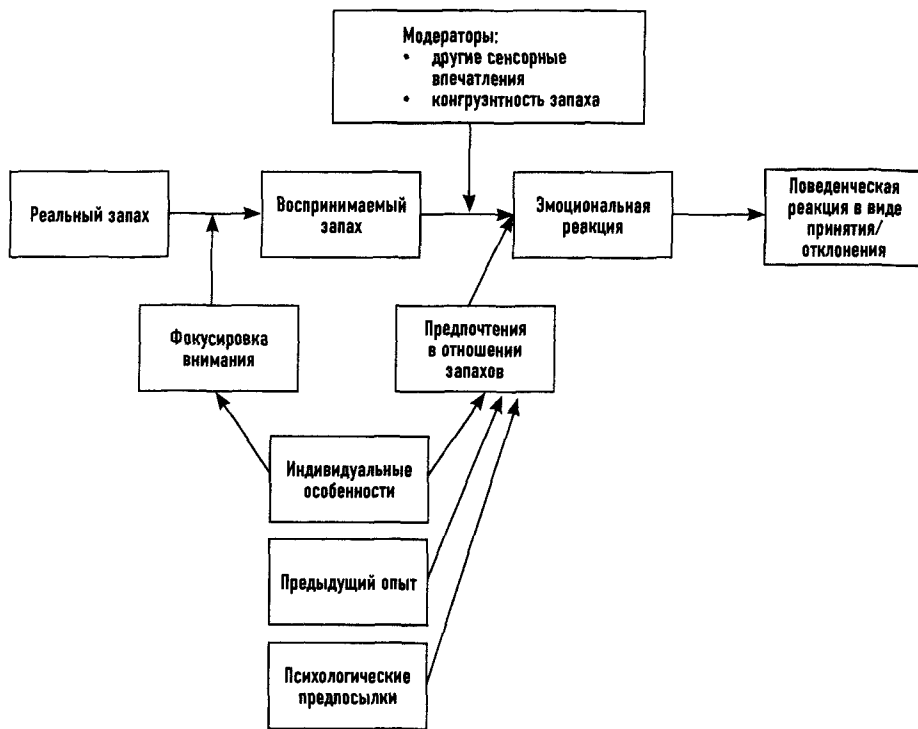 Модераторы:
• другие сенсорные
впечатления
• конгруэнтность запаха
Реальный запах
Воспринимаемый
запах
Эмоциональная
реакция
Поведенческая
реакция в виде
принятия/
отклонения
Фокусировка
внимания
Предпочтения
в отношении
запахов
Индивидуальные
особенности
Предыдущий опыт
Психологические
предпосылки